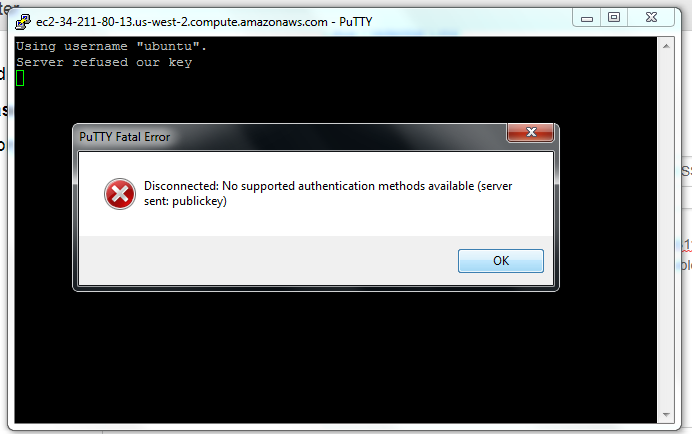 ter
ec2-34-211-80-13.us-west-2.compute.amazonaws.com - PuTTY
Using username "ubuntu".
Server refused our key
PuTTY Fatal Error
Disconnected: No supported authentication methods available (server
sent: publickey)
OK